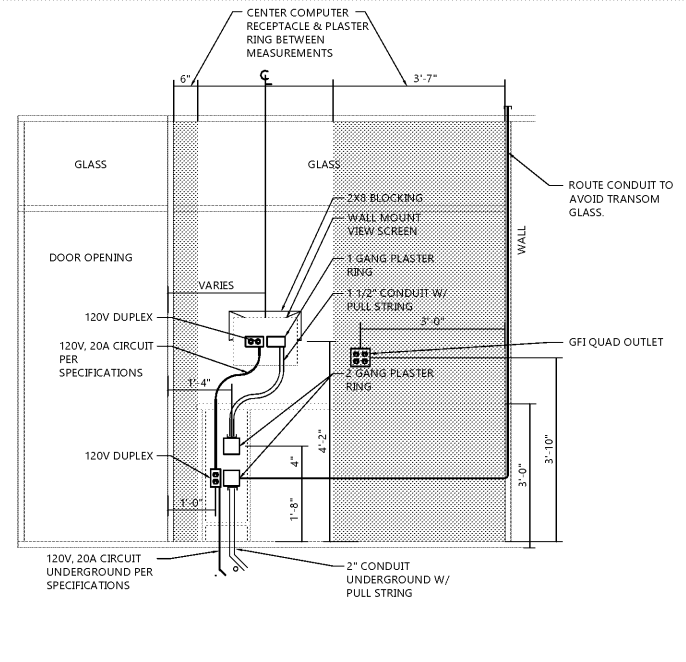 CENTER COMPUTER
RECEPTACLE & PLASTER
RING BETWEEN
MEASUREMENTS
6"
CL
3'-7"
GLASS
GLASS
ROUTE CONDUIT TO
AVOID TRANSOM
GLASS.
2X8 BLOCKING
WALL MOUNT
VIEW SCREEN
WALL
DOOR OPENING
1 GANG PLASTER
RING
VARIES
1 1/2" CONDUIT W/
PULL STRING
120V DUPLEX
3'-0"
GFI QUAD OUTLET
120V, 20A CIRCUIT
PER
SPECIFICATIONS
1'-4"
2 GANG PLASTER
RING
4'-2"
3'-10"
120V DUPLEX
4"
3'-0"
1'-0"
1'-8"
120V, 20A CIRCUIT
UNDERGROUND PER
SPECIFICATIONS
2" CONDUIT
UNDERGROUND W/
PULL STRING